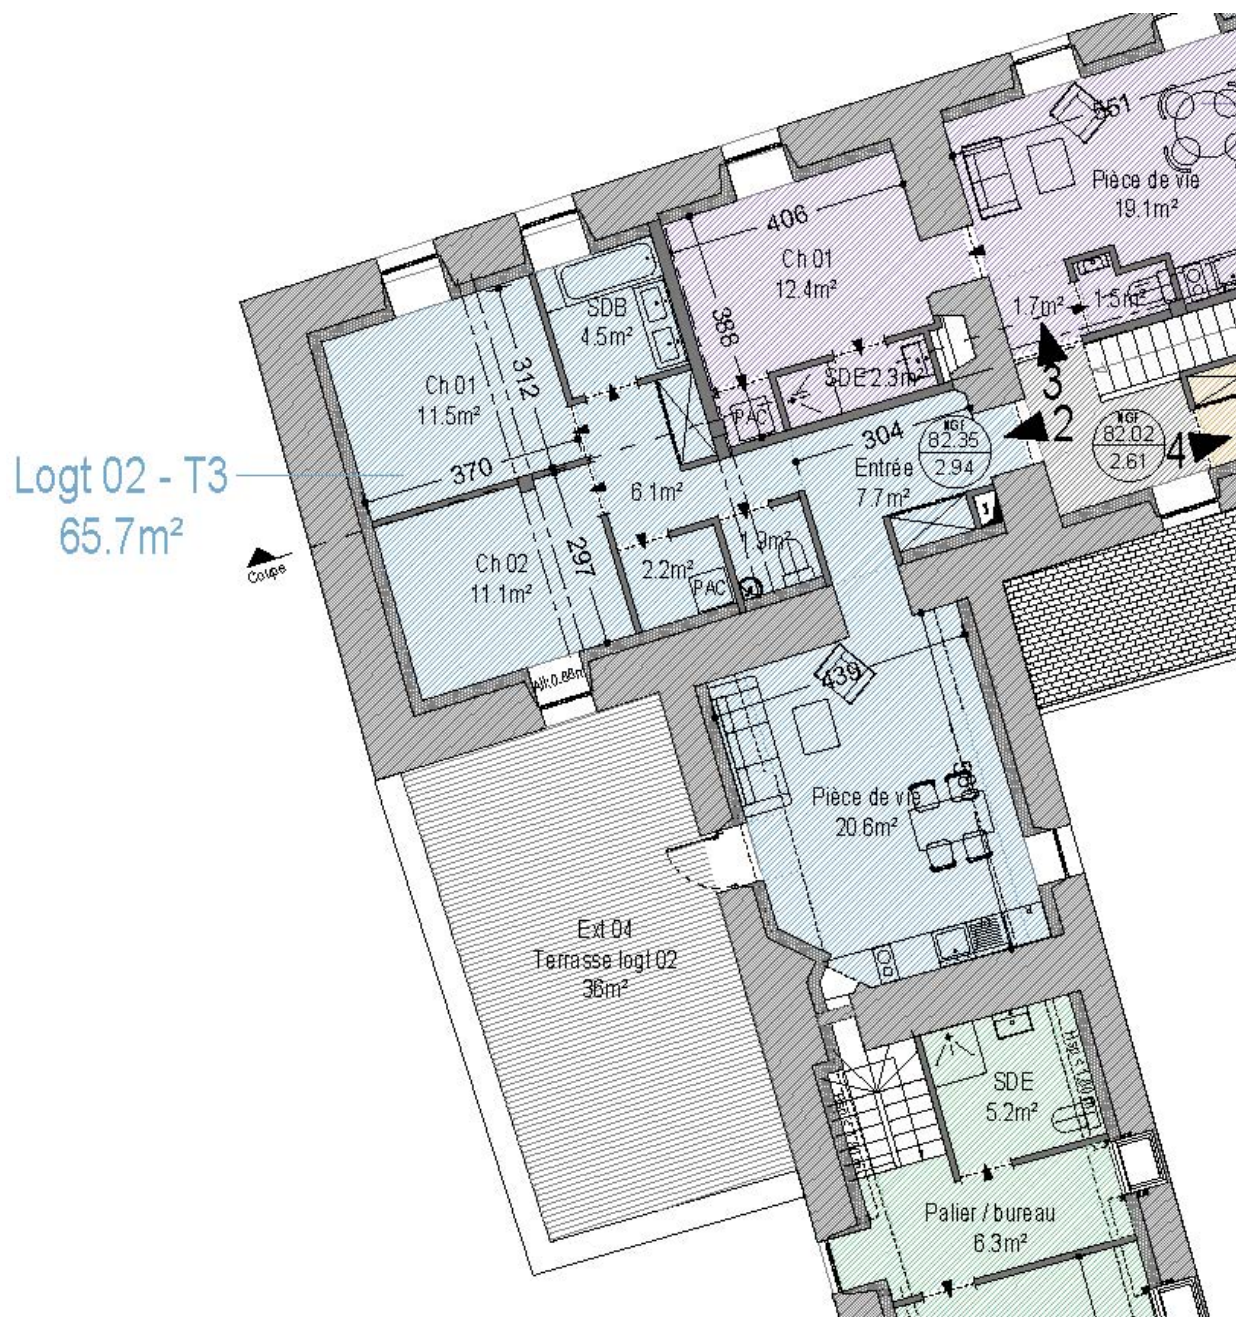 551
Pièce de vie
19.1m²
406
Ch 01
12.4m²
388
1.7m²
1.5m²
SDB
4.5m²
SDE 2.3m²
PAC
3
312
Ch 01
11.5m²
304
NGF
82.35
2.94
2
NGF
82.02
2.61
4
Logt 02 - T3
65.7m²
370
6.1m²
Entrée
7.7m²
Coupe
Ch 02
11.1m²
297
2.2m²
PAC
1.9m²
439
Pièce de vie
20.6m²
Ext 04
Terrasse logt 02
36m²
SDE
5.2m²
Palier / bureau
6.3m²